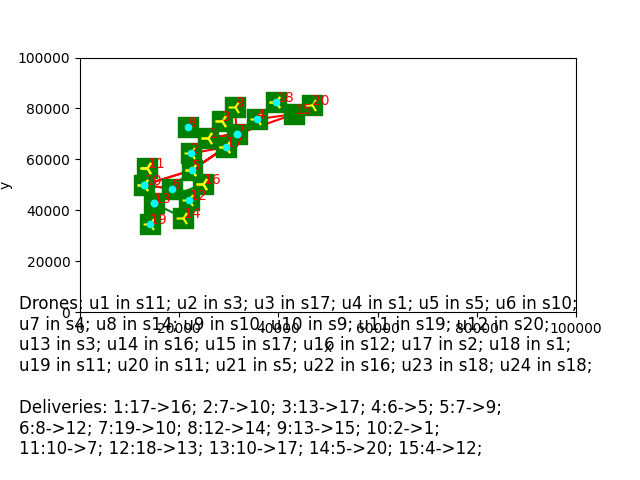 100000
80000
60000
40000
20000
0
y
0 20000 40000 60000 80000 100000
x
Drones: u1 in s11; u2 in s3; u3 in s17; u4 in s1; u5 in s5; u6 in s10;
u7 in s4; u8 in s14; u9 in s10; u10 in s9; u11 in s19; u12 in s20;
u13 in s3; u14 in s16; u15 in s17; u16 in s12; u17 in s2; u18 in s1;
u19 in s11; u20 in s11; u21 in s5; u22 in s16; u23 in s18; u24 in s18;
Deliveries: 1:17->16; 2:7->10; 3:13->17; 4:6->5; 5:7->9;
6:8->12; 7:19->10; 8:12->14; 9:13->15; 10:2->1;
11:10->7; 12:18->13; 13:10->17; 14:5->20; 15:4->12;